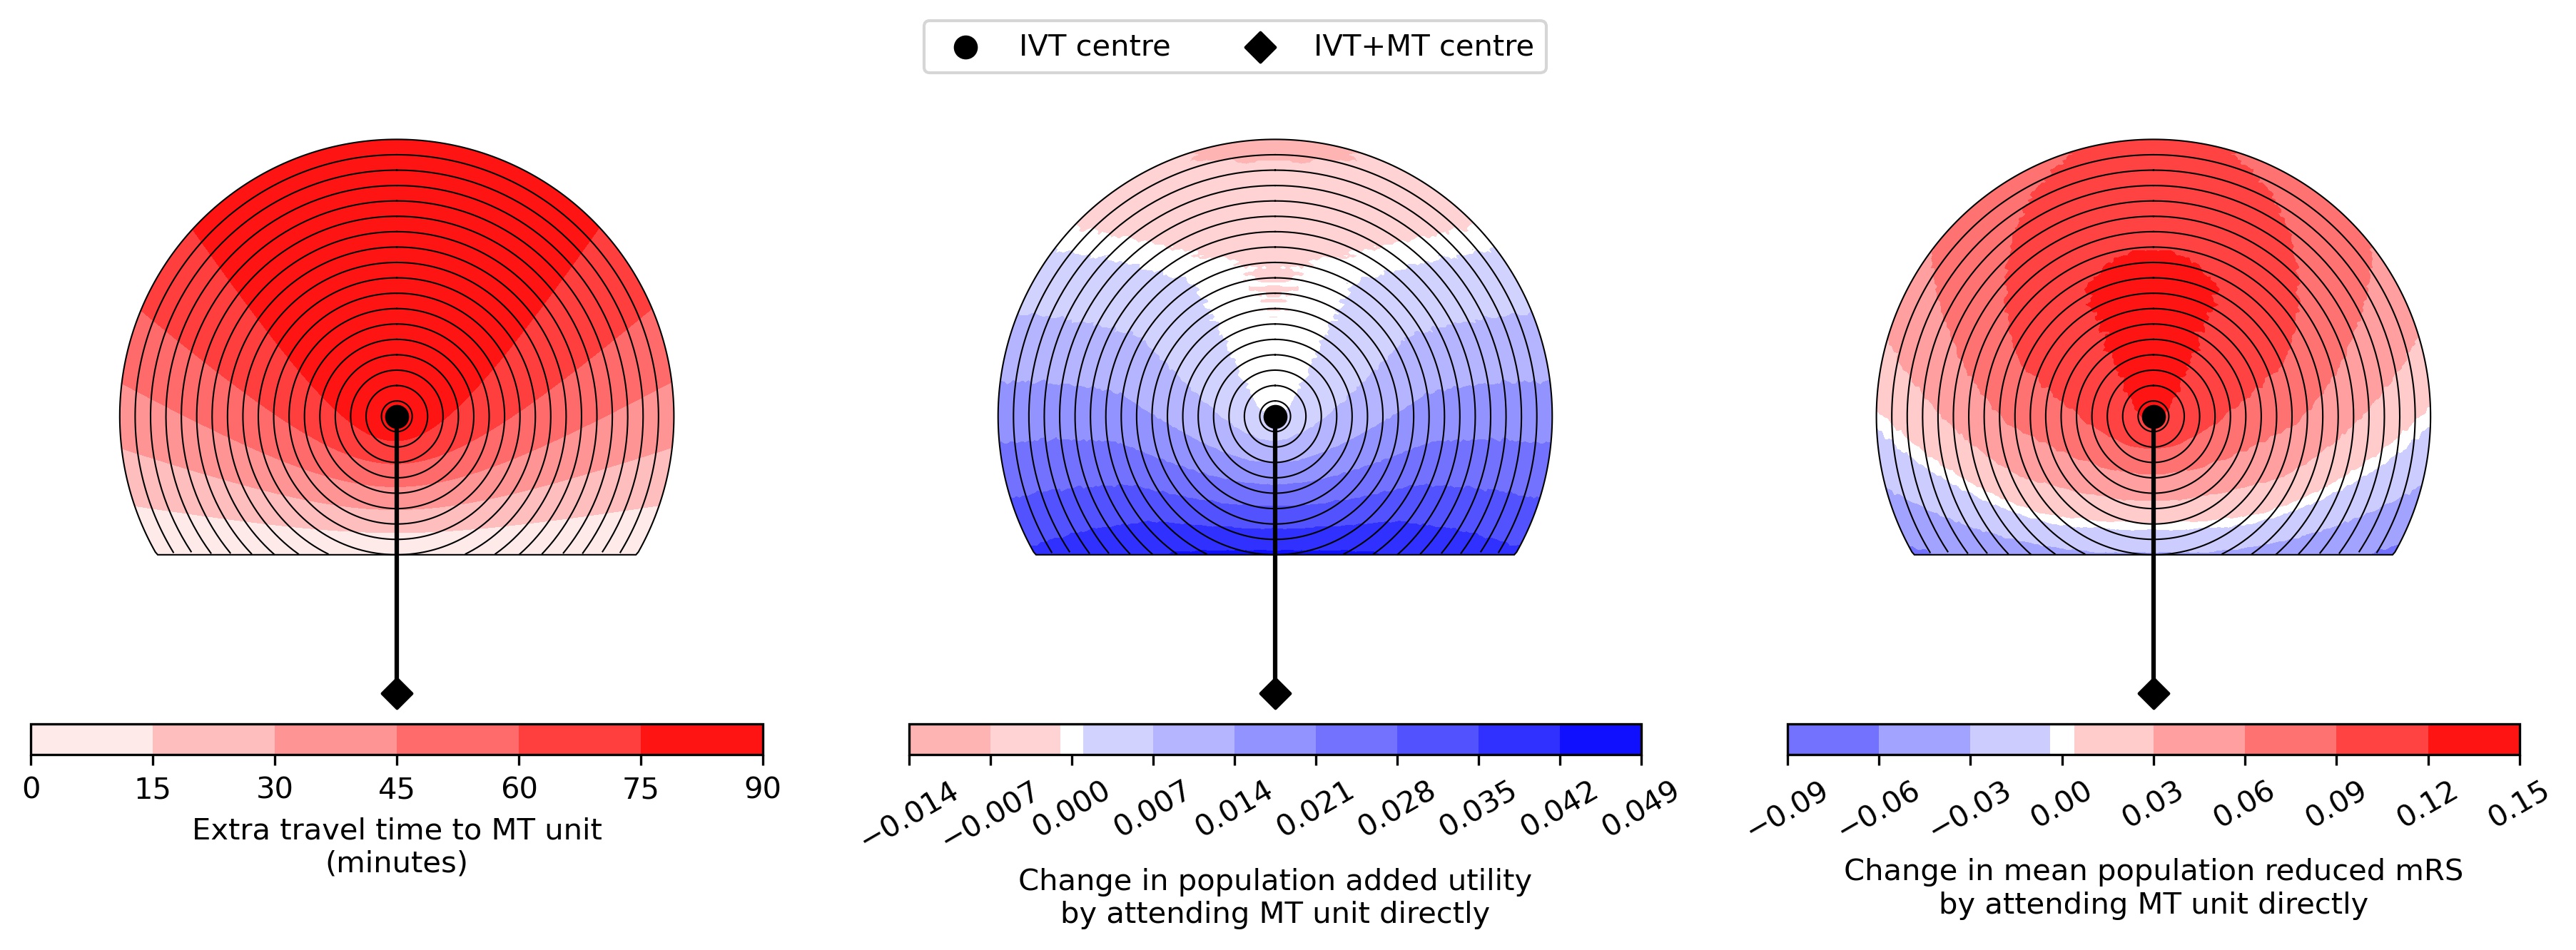 IVT centre IVT+MT centre
0 15 30 45 60 75 90
Extra travel time to MT unit
(minutes)
−0.014 −0.007 0.000 0.007 0.014 0.021 0.028 0.035 0.042 0.049
Change in population added utility
by attending MT unit directly
−0.09 −0.06 −0.03 0.00 0.03 0.06 0.09 0.12 0.15
Change in mean population reduced mRS
by attending MT unit directly